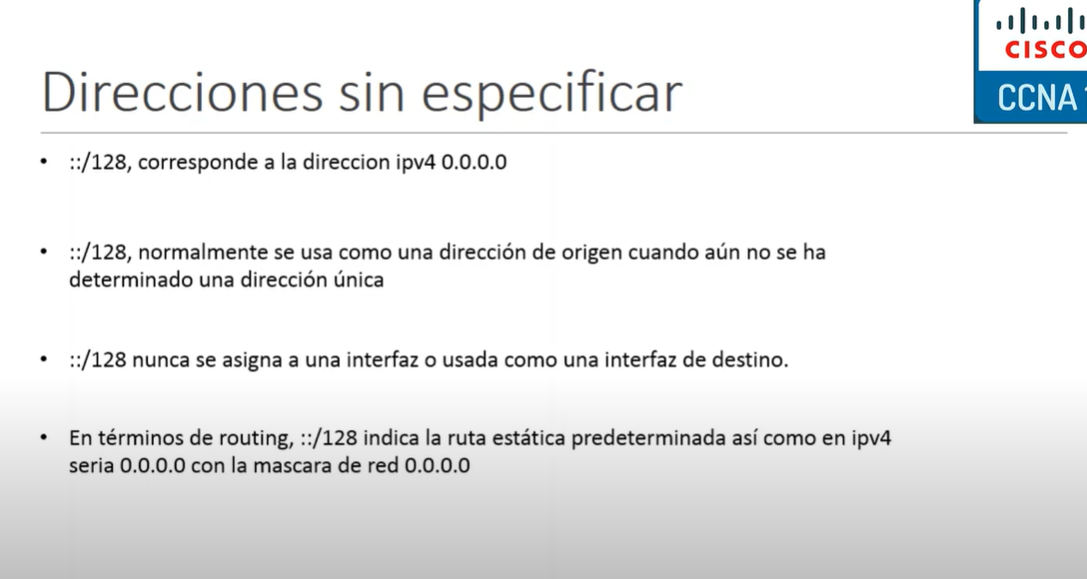 CISCO
CCNA
Direcciones sin especificar
• ::/128, corresponde a la direccion ipv4 0.0.0.0
• ::/128, normalmente se usa como una dirección de origen cuando aún no se ha
determinado una dirección única
• ::/128 nunca se asigna a una interfaz o usada como una interfaz de destino.
• En términos de routing, ::/128 indica la ruta estática predeterminada así como en ipv4
seria 0.0.0.0 con la mascara de red 0.0.0.0